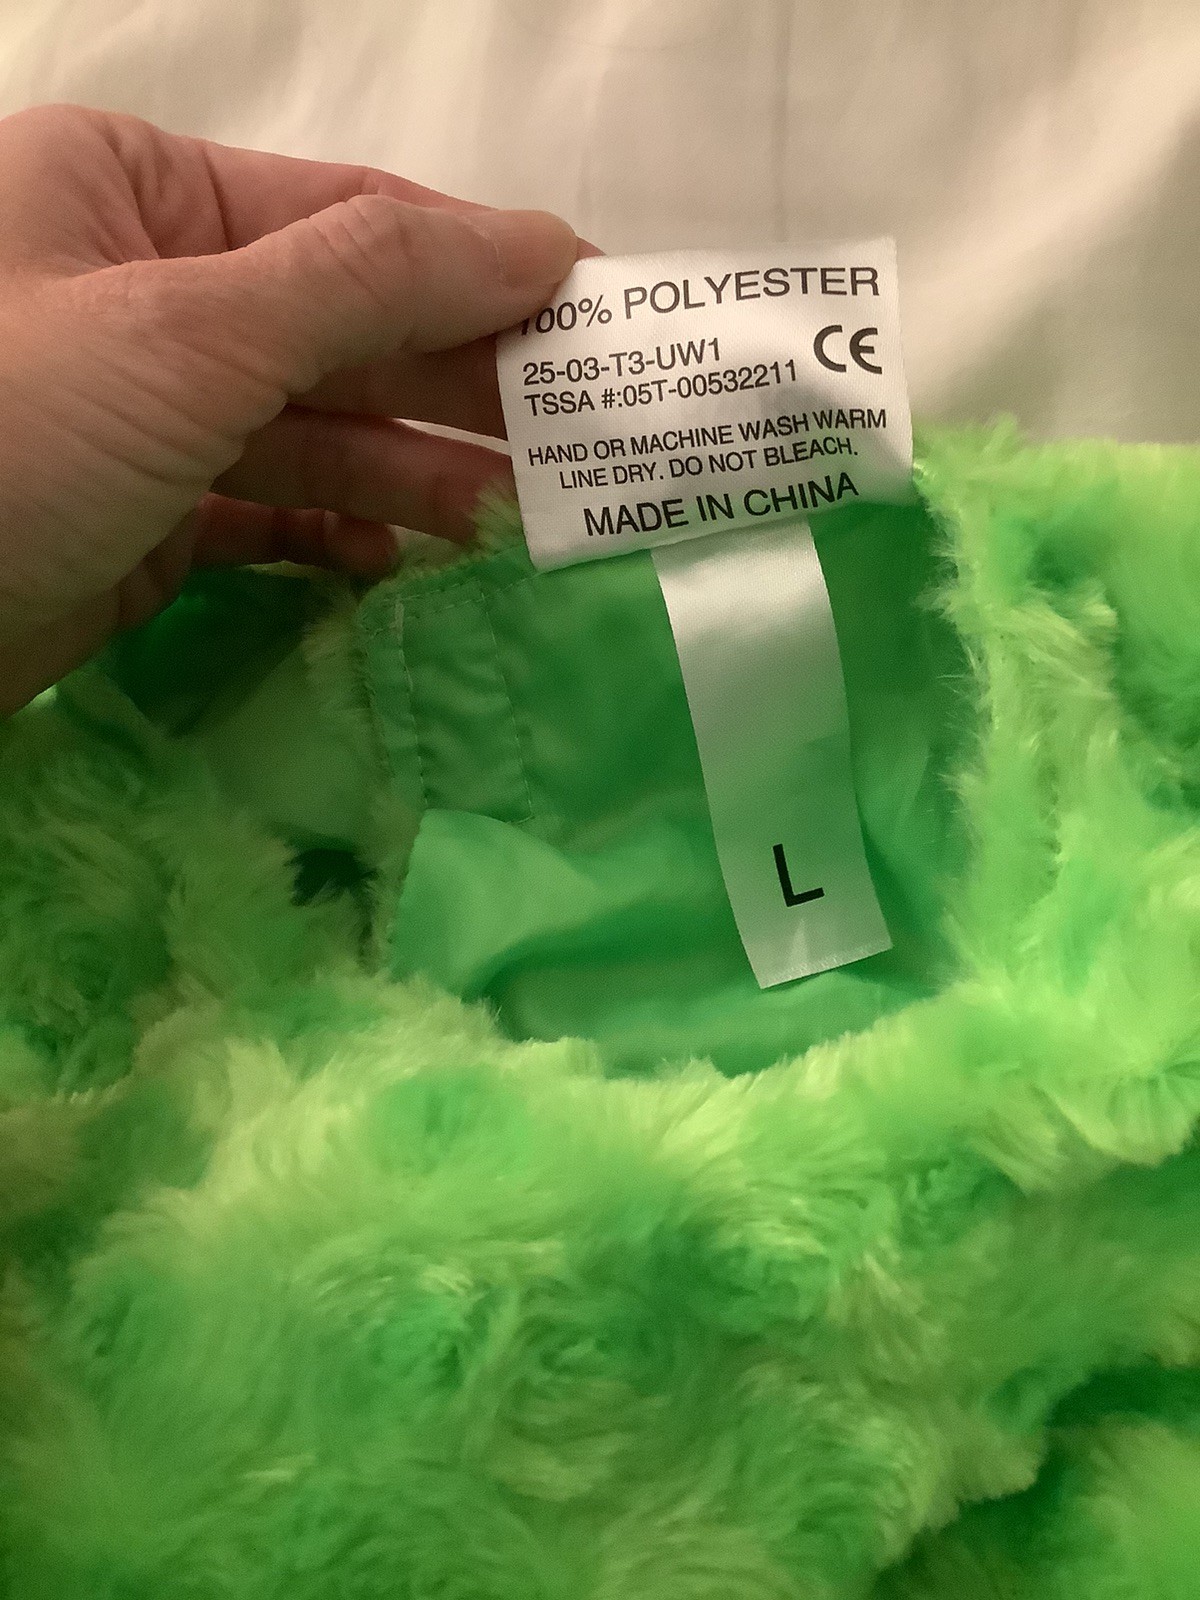 100% POLYESTER
25-03-T3-UW1
TSSA #:05T-00532211
CE
HAND OR MACHINE WASH WARM
LINE DRY. DO NOT BLEACH.
MADE IN CHINA
L